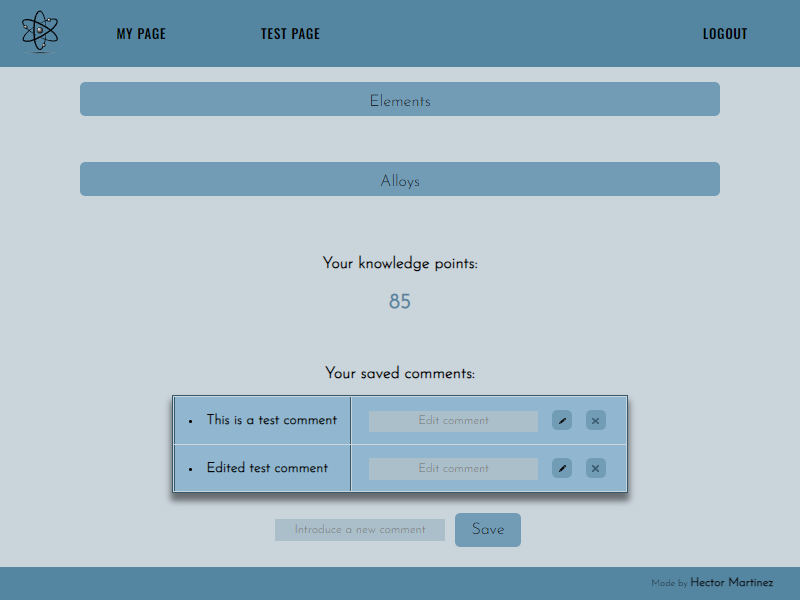 MY PAGE TEST PAGE LOGOUT
Elements
Alloys
Your knowledge points:
85
Your saved comments:
• This is a test comment Edit comment
• Edited test comment Edit comment
Introduce a new comment Save
Made by Hector Martinez